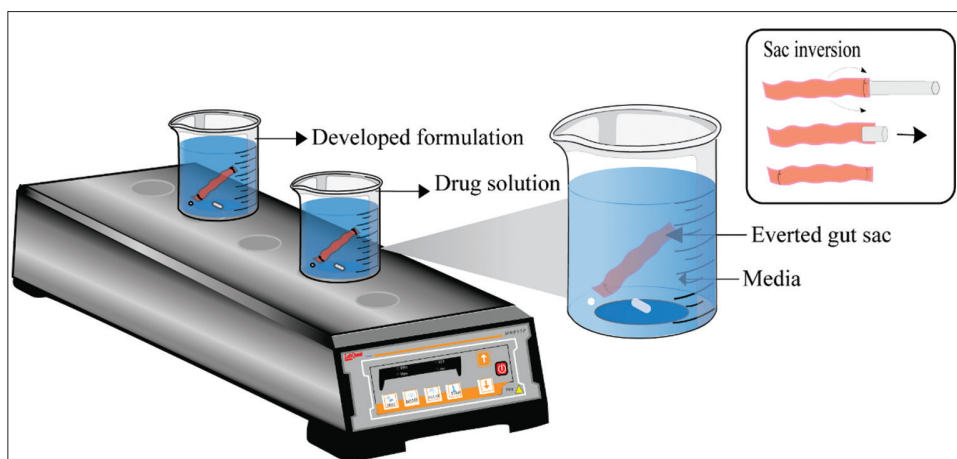 Sac inversion
Developed formulation
Drug solution
Everted gut sac
Media